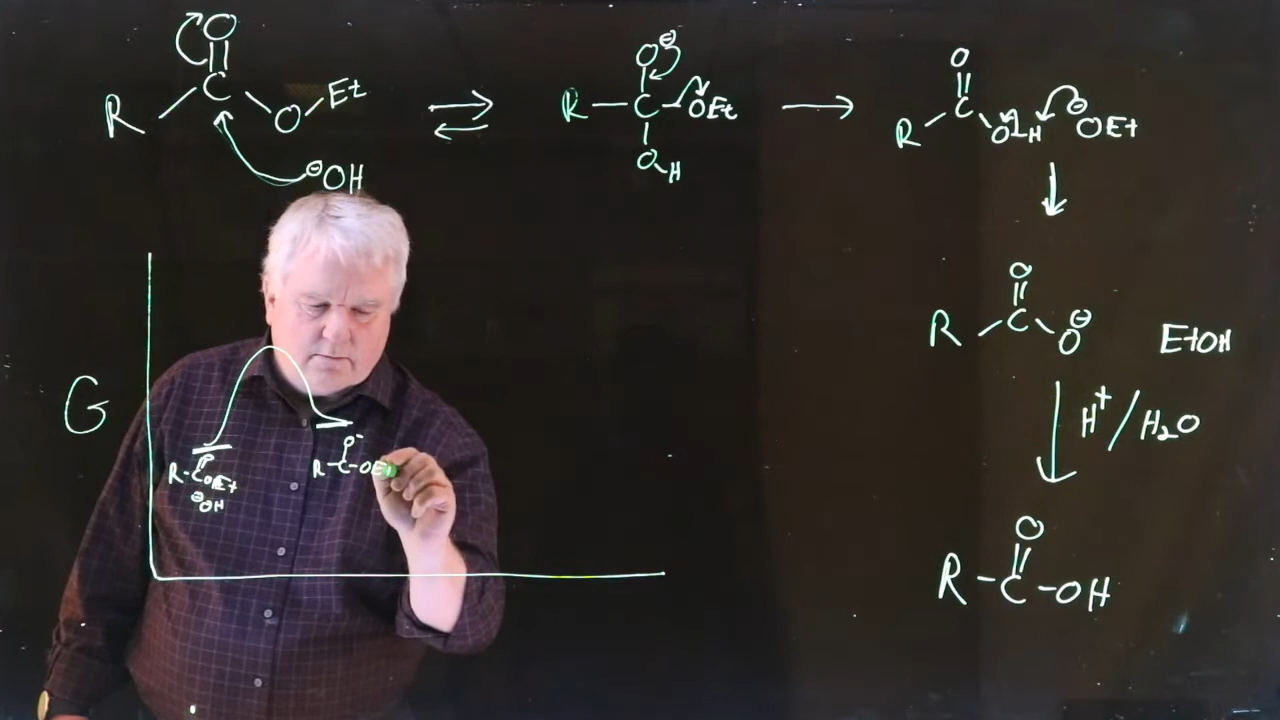 O O⊖ O
R C O Et ⇌ R C OEt → R C O H ⊖OEt
⊖OH O H
O
R C O⊖ EtOH
H⁺/H₂O
G
R-C OEt O
⊖OH
R-C-OEt O⁻
O
R-C-OH